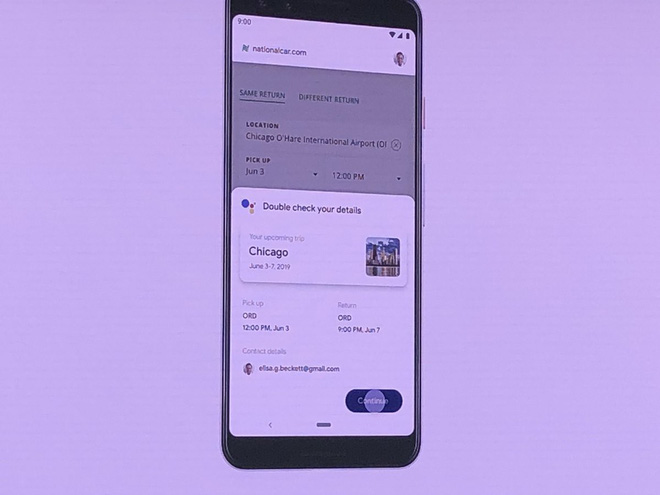 9:00
nationalcar.com
SAME RETURN DIFFERENT RETURN
LOCATION
Chicago O'Hare International Airport (OI
PICK UP
Jun 3 12:00 PM
Double check your details
Your upcoming trip
Chicago
June 3-7, 2019
Pick up Return
ORD ORD
12:00 PM, Jun 3 9:00 PM, Jun 7
Contact details
elisa.g.beckett@gmail.com
Continue